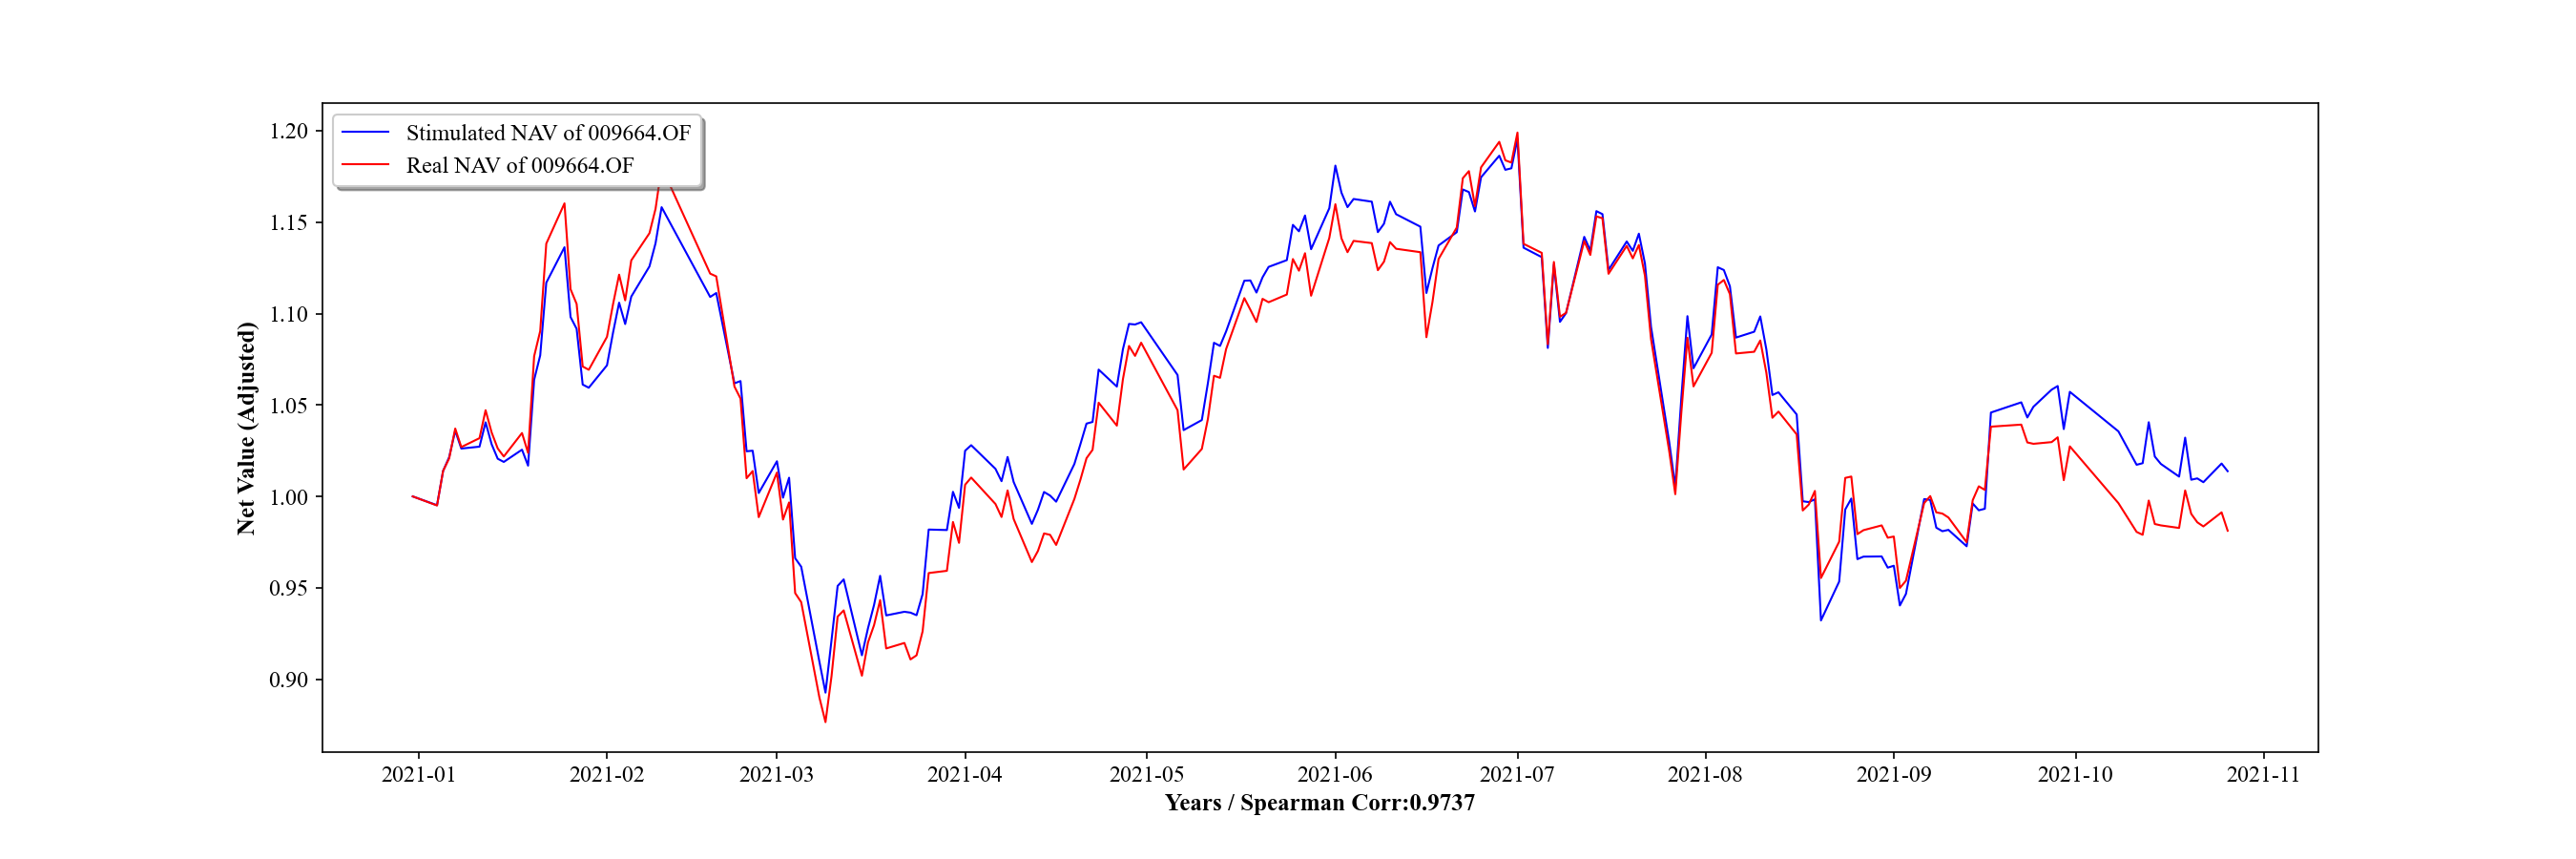 Stimulated NAV of 009664.OF
Real NAV of 009664.OF
1.20
1.15
1.10
1.05
1.00
0.95
0.90
Net Value (Adjusted)
2021-01 2021-02 2021-03 2021-04 2021-05 2021-06 2021-07 2021-08 2021-09 2021-10 2021-11
Years / Spearman Corr:0.9737